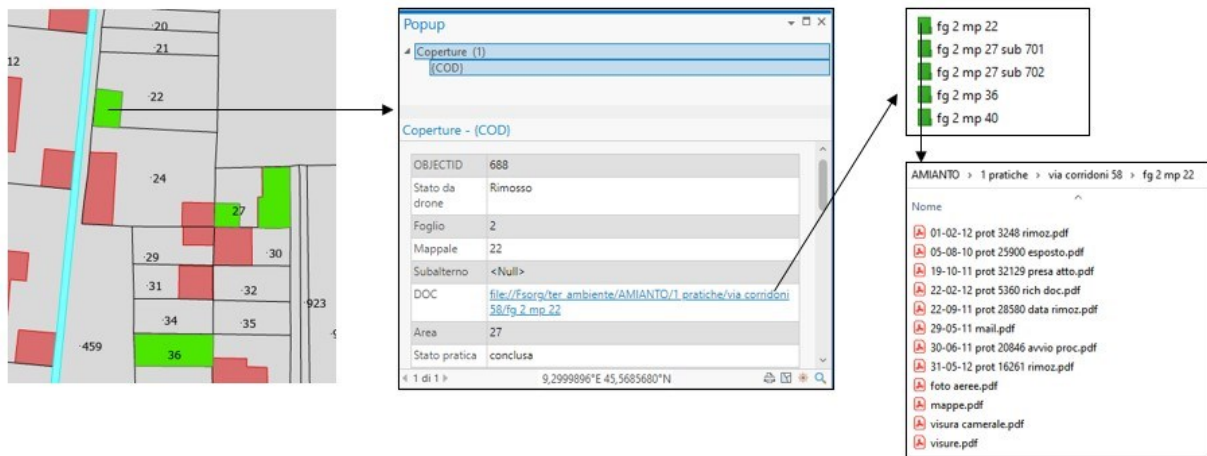 ·20
·21
12
·22
·24
27
·29
·30
·31
·32
·923
·34
·35
·459
36
Popup
Coperture (1)
{COD}
Coperture - {COD}
OBJECTID 688
Stato da drone Rimosso
Foglio 2
Mappale 22
Subalterno <Null>
DOC file://Fsorg/ter_ambiente/AMIANTO/1 pratiche/via corridoni
58/fg 2 mp 22
Area 27
Stato pratica conclusa
1 di 1
9,2999896°E 45,5685680°N
fg 2 mp 22
fg 2 mp 27 sub 701
fg 2 mp 27 sub 702
fg 2 mp 36
fg 2 mp 40
AMIANTO > 1 pratiche > via corridoni 58 > fg 2 mp 22
Nome
01-02-12 prot 3248 rimoz.pdf
05-08-10 prot 25900 esposto.pdf
19-10-11 prot 32129 presa atto.pdf
22-02-12 prot 5360 rich doc.pdf
22-09-11 prot 28580 data rimoz.pdf
29-05-11 mail.pdf
30-06-11 prot 20846 avvio proc.pdf
31-05-12 prot 16261 rimoz.pdf
foto aeree.pdf
mappe.pdf
visura camerale.pdf
visure.pdf